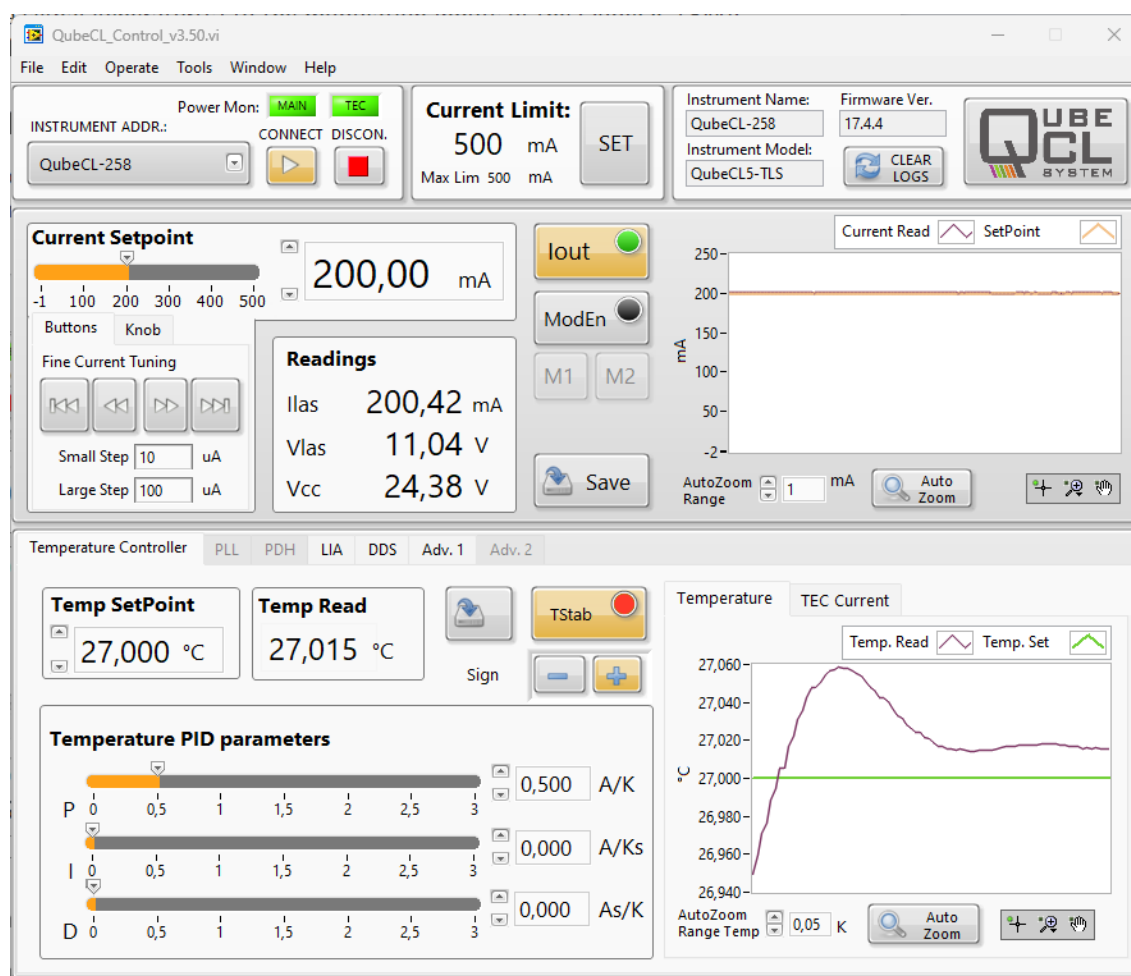 QubeCL_Control_v3.50.vi
File Edit Operate Tools Window Help
Power Mon: MAIN TEC
INSTRUMENT ADDR.:
CONNECT DISCON.
QubeCL-258
Current Limit:
500 mA
SET
Max Lim 500 mA
Instrument Name:
QubeCL-258
Firmware Ver.
17.4.4
Instrument Model:
QubeCL5-TLS
CLEAR
LOGS
QUBE
CL
SYSTEM
Current Setpoint
-1 100 200 300 400 500
200,00 mA
Buttons Knob
Fine Current Tuning
Small Step 10 uA
Large Step 100 uA
Readings
Ilas 200,42 mA
Vlas 11,04 V
Vcc 24,38 V
Iout
ModEn
M1 M2
Save
Current Read SetPoint
250
200
150
100
50
-2
mA
AutoZoom
Range
1 mA
Auto
Zoom
Temperature Controller PLL PDH LIA DDS Adv. 1 Adv. 2
Temp SetPoint
27,000 °C
Temp Read
27,015 °C
TStab
Sign
Temperature PID parameters
P 0 0,5 1 1,5 2 2,5 3
0,500 A/K
I 0 0,5 1 1,5 2 2,5 3
0,000 A/Ks
D 0 0,5 1 1,5 2 2,5 3
0,000 As/K
Temperature TEC Current
Temp. Read Temp. Set
27,060
27,040
27,020
27,000
26,980
26,960
26,940
°C
AutoZoom
Range Temp
0,05 K
Auto
Zoom